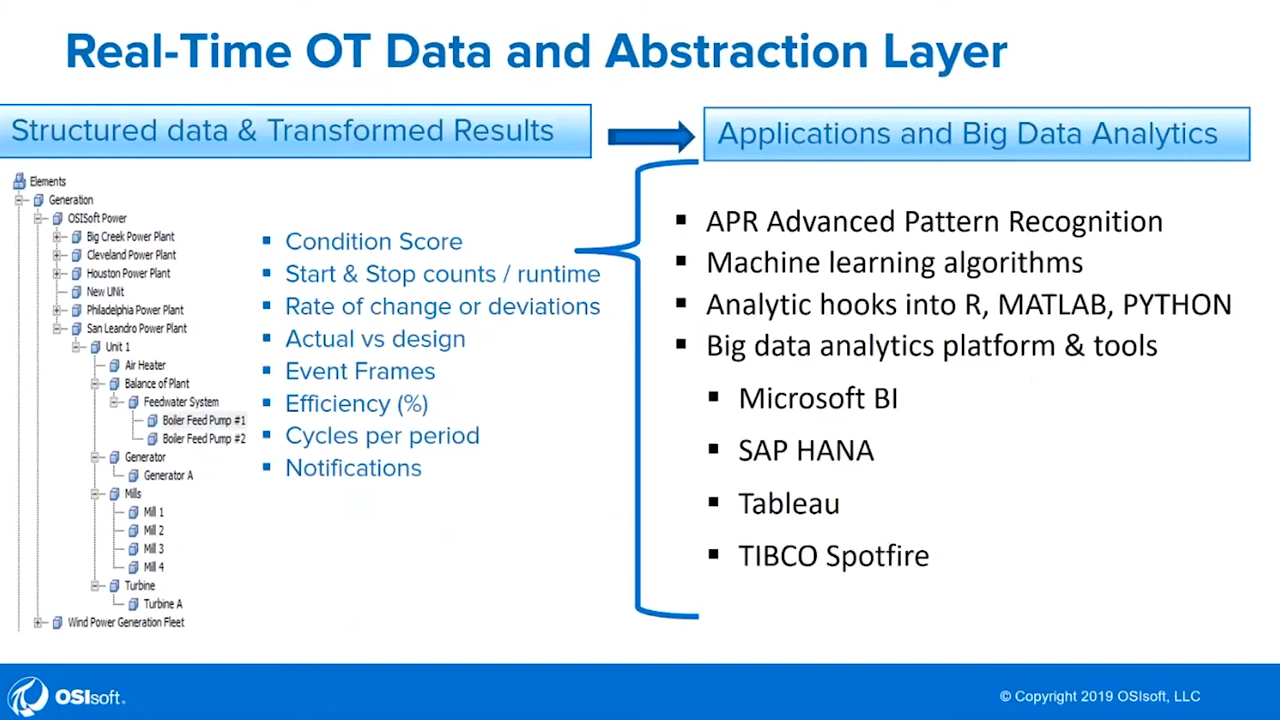 Real-Time OT Data and Abstraction Layer
Structured data & Transformed Results
Applications and Big Data Analytics
Elements
Generation
OSISoft Power
Big Creek Power Plant
Cleveland Power Plant
Houston Power Plant
New UNit
Philadelphia Power Plant
San Leandro Power Plant
Unit 1
Air Heater
Balance of Plant
Feedwater System
Boiler Feed Pump #1
Boiler Feed Pump #2
Generator
Generator A
Mills
Mill 1
Mill 2
Mill 3
Mill 4
Turbine
Turbine A
Wind Power Generation Fleet
Condition Score
Start & Stop counts / runtime
Rate of change or deviations
Actual vs design
Event Frames
Efficiency (%)
Cycles per period
Notifications
APR Advanced Pattern Recognition
Machine learning algorithms
Analytic hooks into R, MATLAB, PYTHON
Big data analytics platform & tools
Microsoft BI
SAP HANA
Tableau
TIBCO Spotfire
OSIsoft.
© Copyright 2019 OSIsoft, LLC